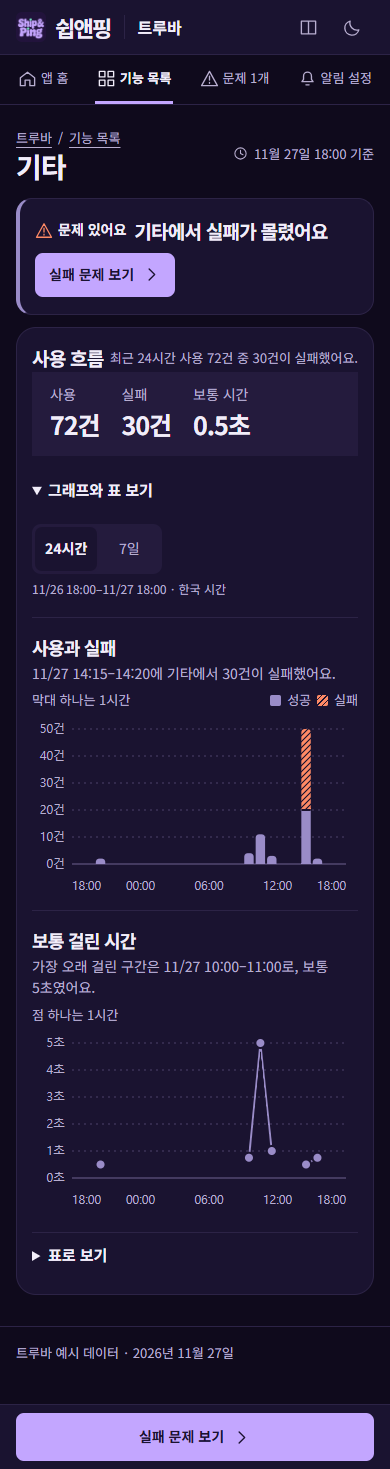 Ship& Ping 쉽앤핑 트루바
앱 홈 기능 목록 문제 1개 알림 설정
트루바 / 기능 목록
기타
11월 27일 18:00 기준
문제 있어요 기타에서 실패가 몰렸어요
실패 문제 보기
사용 흐름 최근 24시간 사용 72건 중 30건이 실패했어요.
사용 실패 보통 시간
72건 30건 0.5초
그래프와 표 보기
24시간 7일
11/26 18:00–11/27 18:00 · 한국 시간
사용과 실패
11/27 14:15–14:20에 기타에서 30건이 실패했어요.
막대 하나는 1시간 성공 실패
50건
40건
30건
20건
10건
0건
18:00 00:00 06:00 12:00 18:00
보통 걸린 시간
가장 오래 걸린 구간은 11/27 10:00–11:00로, 보통
5초였어요.
점 하나는 1시간
5초
4초
3초
2초
1초
0초
18:00 00:00 06:00 12:00 18:00
표로 보기
트루바 예시 데이터 · 2026년 11월 27일
실패 문제 보기